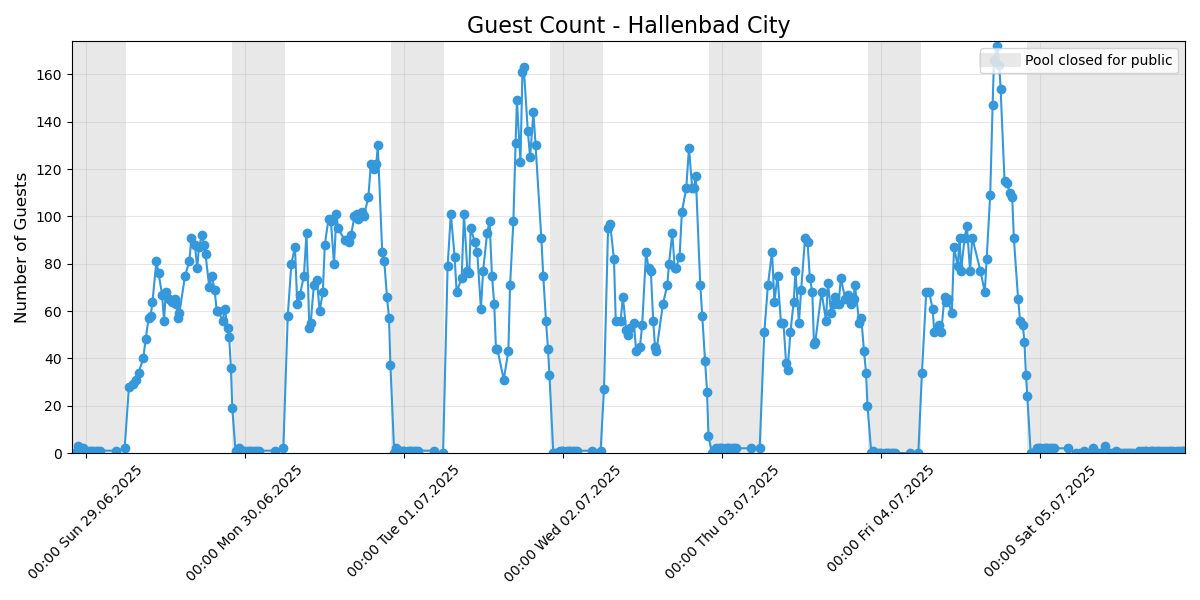 Guest Count - Hallenbad City
Pool closed for public
Number of Guests
160
140
120
100
80
60
40
20
0
00:00 Sun 29.06.2025
00:00 Mon 30.06.2025
00:00 Tue 01.07.2025
00:00 Wed 02.07.2025
00:00 Thu 03.07.2025
00:00 Fri 04.07.2025
00:00 Sat 05.07.2025